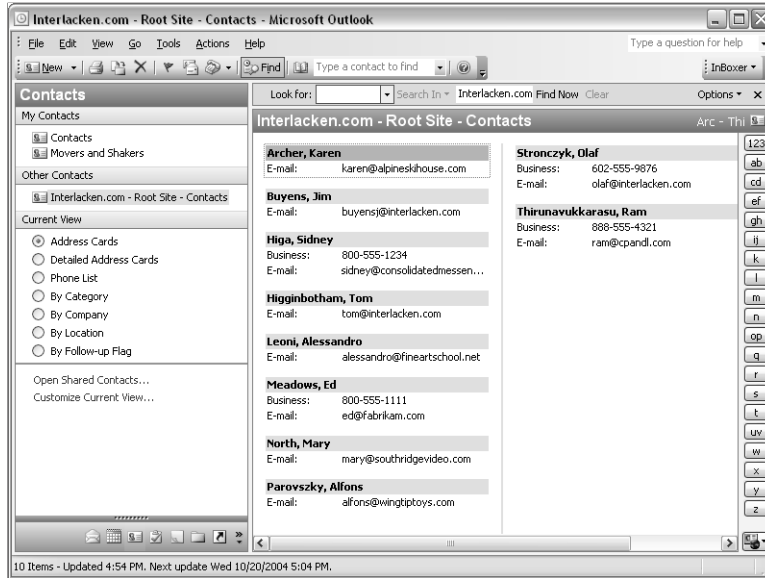 Interlacken.com - Root Site - Contacts - Microsoft Outlook
File Edit View Go Tools Actions Help Type a question for help
New Find Type a contact to find InBoxer
Contacts
My Contacts
Contacts
Movers and Shakers
Other Contacts
Interlacken.com - Root Site - Contacts
Current View
Address Cards
Detailed Address Cards
Phone List
By Category
By Company
By Location
By Follow-up Flag
Open Shared Contacts...
Customize Current View...
Look for: Search In Interlacken.com Find Now Clear Options
Interlacken.com - Root Site - Contacts Arc - Thi
Archer, Karen
E-mail: karen@alpineskihouse.com
Buyens, Jim
E-mail: buyensj@interlacken.com
Higa, Sidney
Business: 800-555-1234
E-mail: sidney@consolidatedmessen...
Higginbotham, Tom
E-mail: tom@interlacken.com
Leoni, Alessandro
E-mail: alessandro@fineartschool.net
Meadows, Ed
Business: 800-555-1111
E-mail: ed@fabrikam.com
North, Mary
E-mail: mary@southridgevideo.com
Parovszky, Alfons
E-mail: alfons@wingtiptoys.com
Stronczyk, Olaf
Business: 602-555-9876
E-mail: olaf@interlacken.com
Thirunavukkarasu, Ram
Business: 888-555-4321
E-mail: ram@cpandl.com
123
ab
cd
ef
gh
ij
k
l
m
n
op
q
r
s
t
uv
w
x
y
z
10 Items - Updated 4:54 PM. Next update Wed 10/20/2004 5:04 PM.